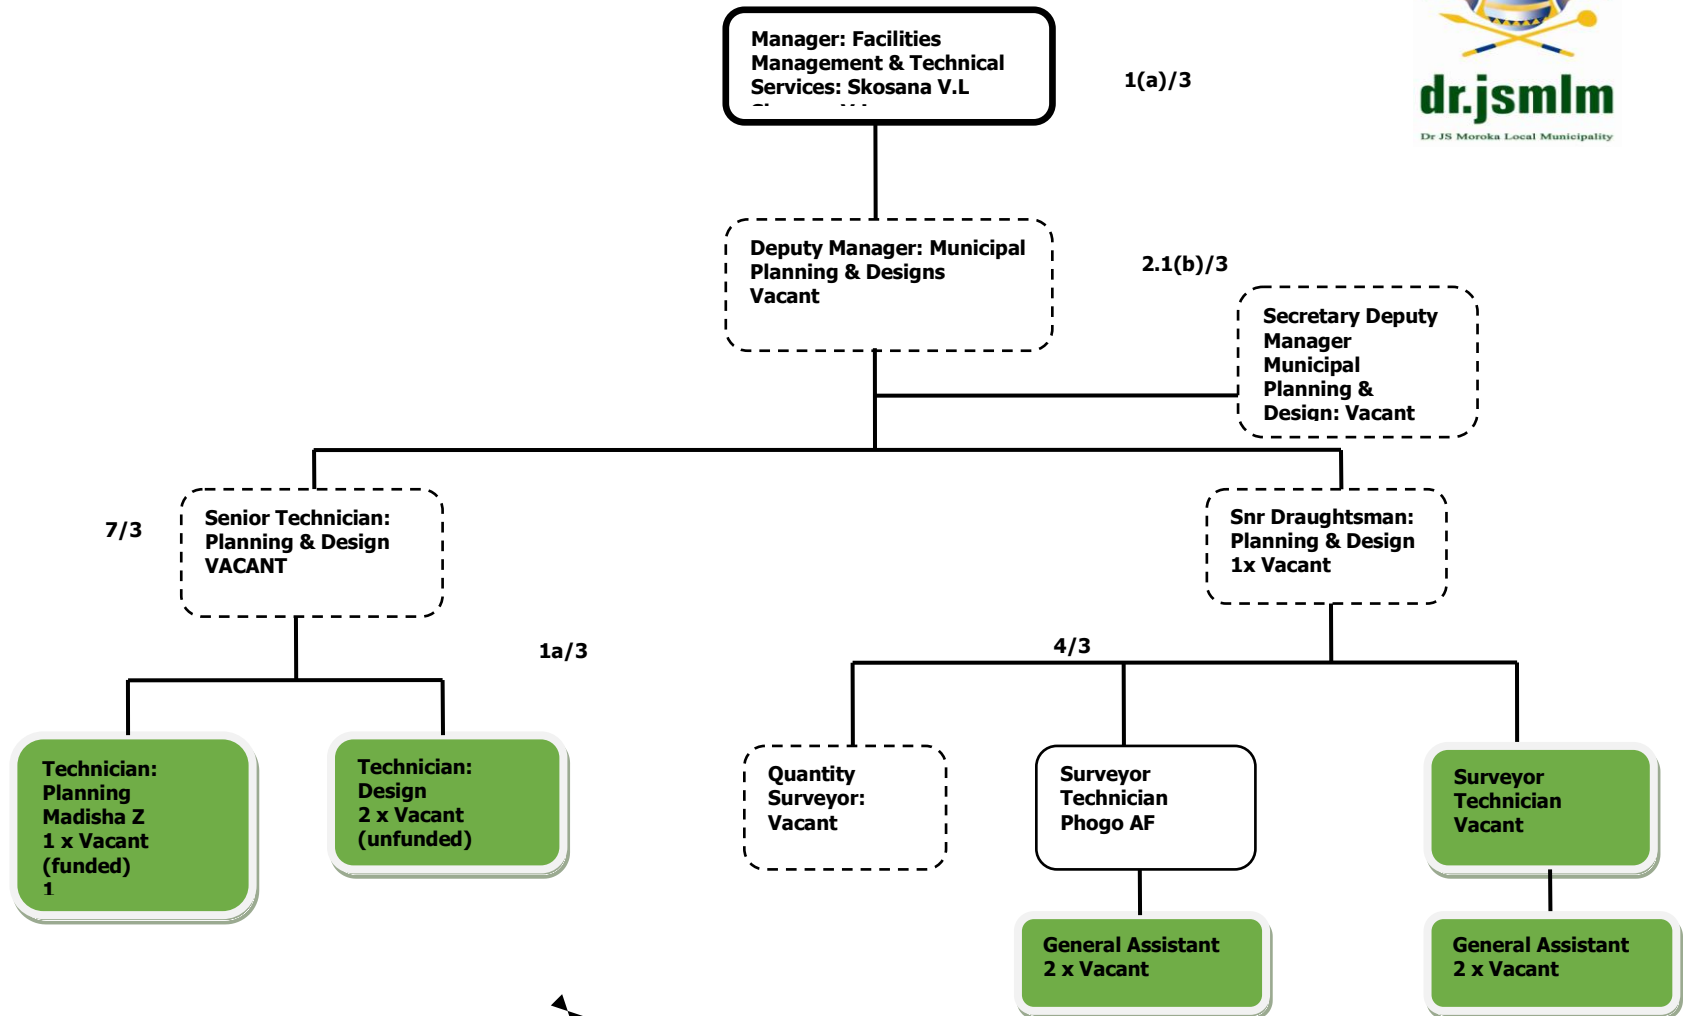 Manager: Facilities
Management & Technical
Services: Skosana V.L
1(a)/3
dr.jsmlm
Dr JS Moroka Local Municipality
Deputy Manager: Municipal
Planning & Designs
Vacant
2.1(b)/3
Secretary Deputy
Manager
Municipal
Planning &
Design: Vacant
7/3
Senior Technician:
Planning & Design
VACANT
Snr Draughtsman:
Planning & Design
1x Vacant
1a/3
4/3
Technician:
Planning
Madisha Z
1 x Vacant
(funded)
1
Technician:
Design
2 x Vacant
(unfunded)
Quantity
Surveyor:
Vacant
Surveyor
Technician
Phogo AF
Surveyor
Technician
Vacant
General Assistant
2 x Vacant
General Assistant
2 x Vacant